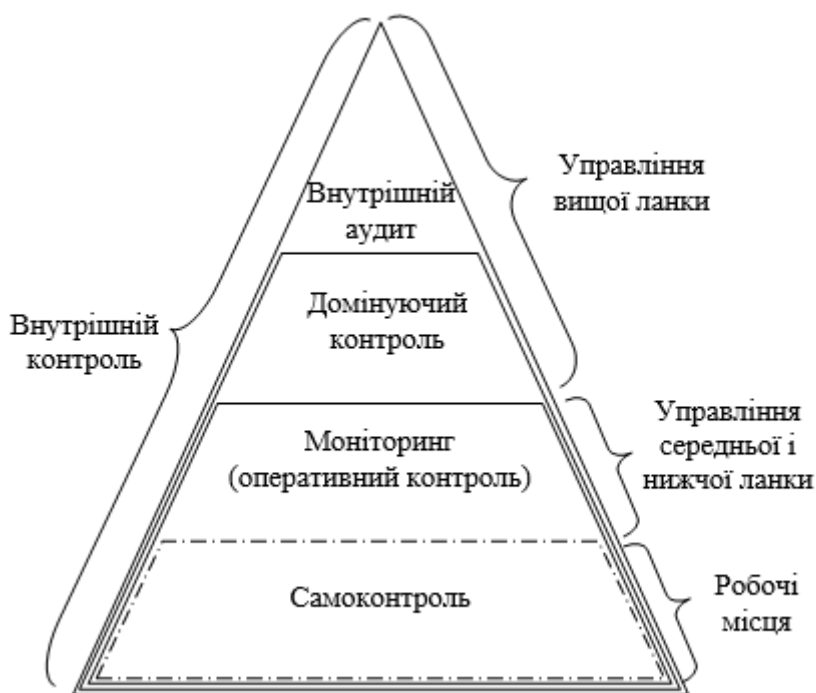 Внутрішній
аудит
Управління
вищої ланки
Домінуючий
контроль
Внутрішній
контроль
Моніторинг
(оперативний контроль)
Управління
середньої і
нижчої ланки
Самоконтроль
Робочі
місця